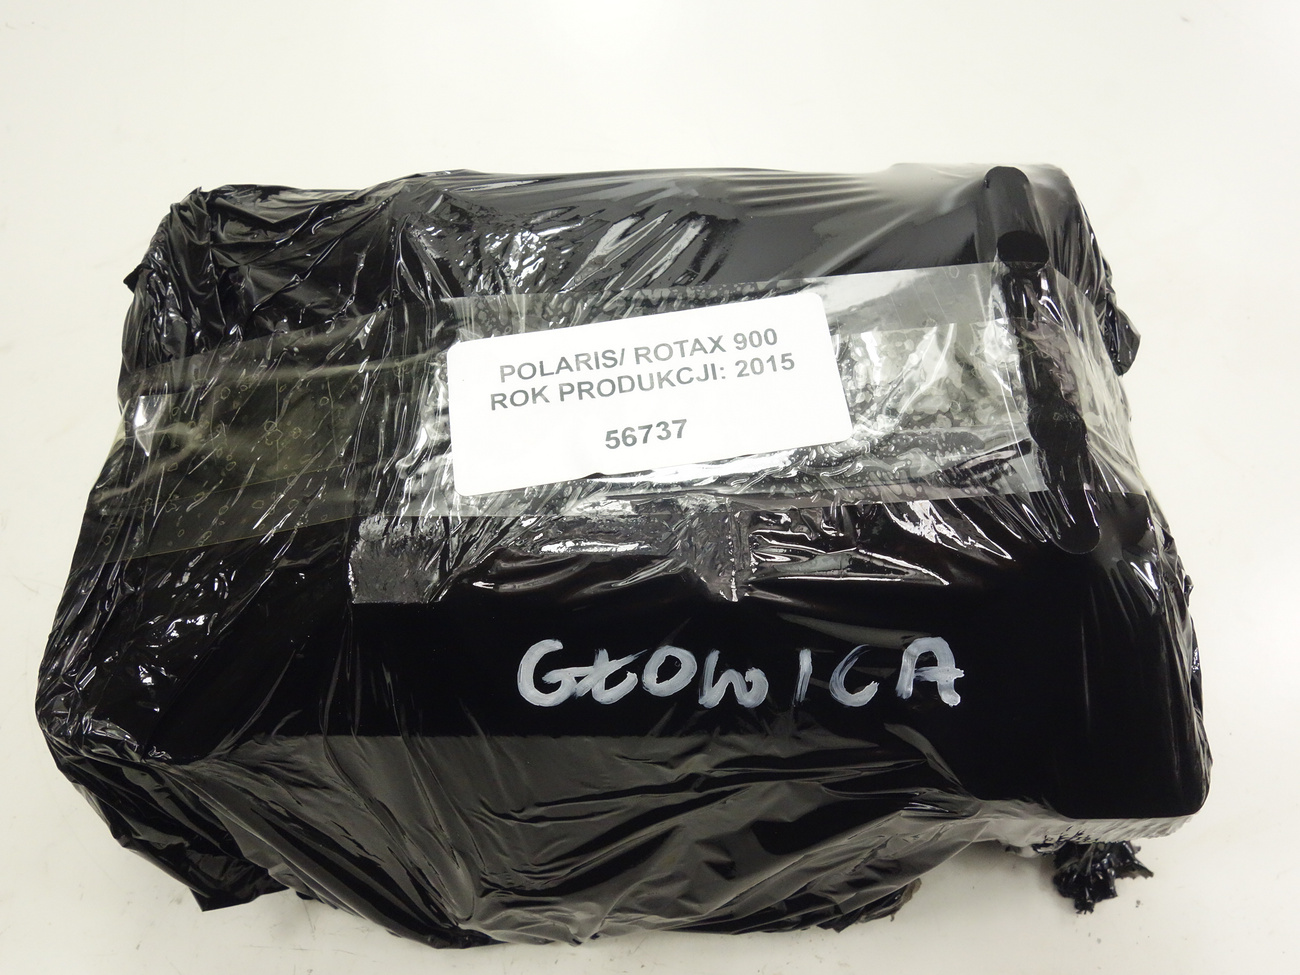 POLARIS/ ROTAX 900
ROK PRODUKCJI: 2015
56737
GŁOWICA